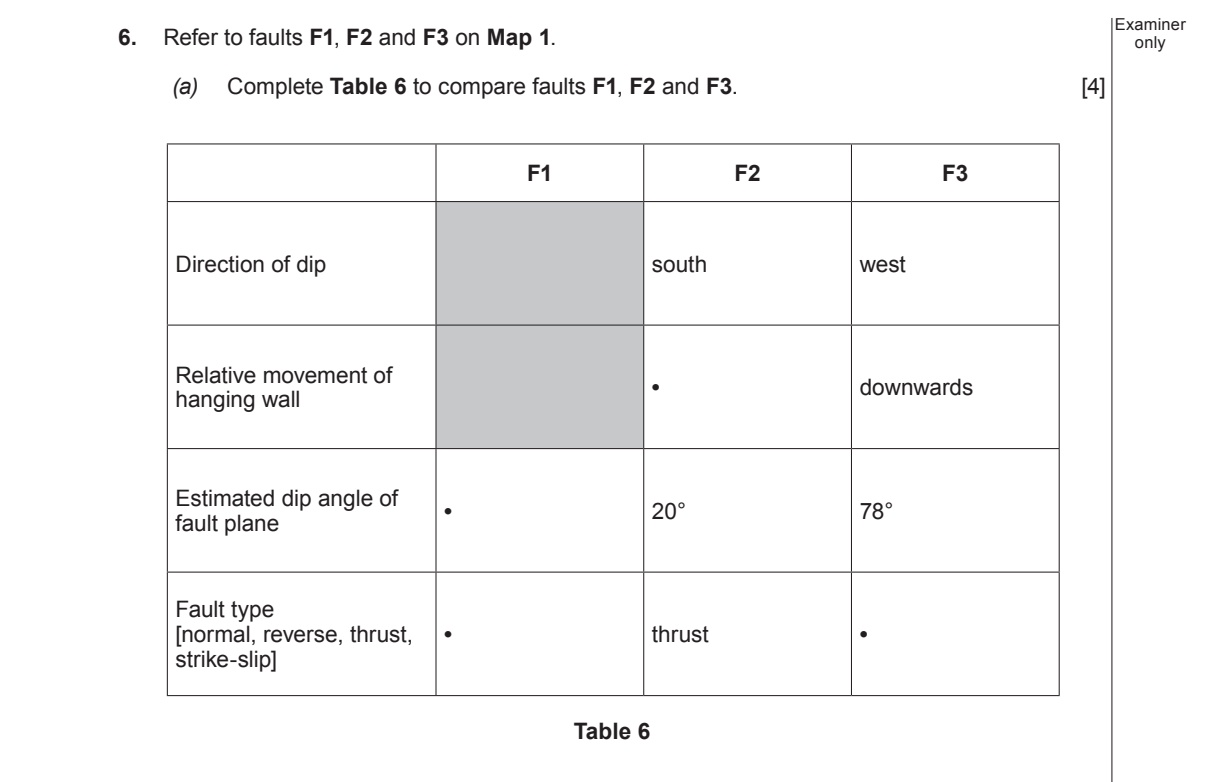 Examiner
only
6. Refer to faults F1, F2 and F3 on Map 1.
(a) Complete Table 6 to compare faults F1, F2 and F3. [4]
F1 F2 F3
Direction of dip south west
Relative movement of
hanging wall • downwards
Estimated dip angle of
fault plane • 20° 78°
Fault type
[normal, reverse, thrust,
strike-slip] • thrust •
Table 6